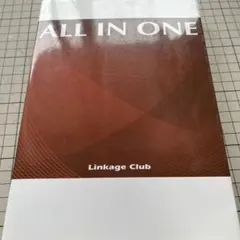 ALL IN ONE
Linkage Club